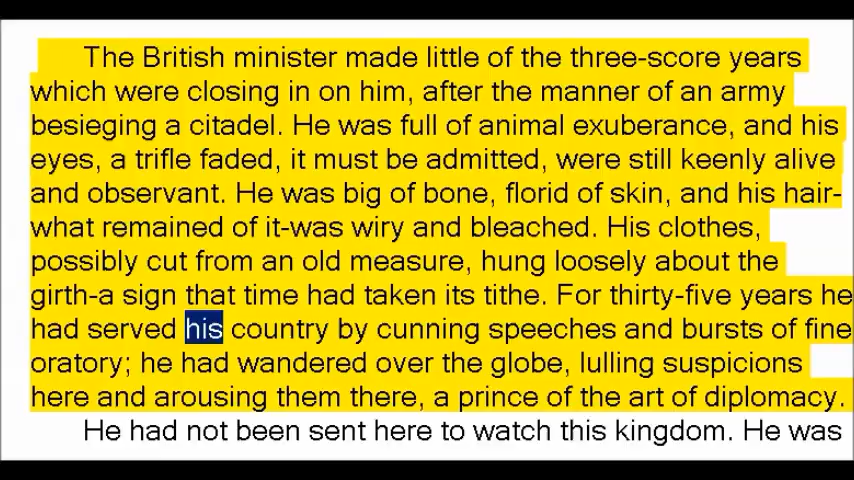 The British minister made little of the three-score years
which were closing in on him, after the manner of an army
besieging a citadel. He was full of animal exuberance, and his
eyes, a trifle faded, it must be admitted, were still keenly alive
and observant. He was big of bone, florid of skin, and his hair-
what remained of it-was wiry and bleached. His clothes,
possibly cut from an old measure, hung loosely about the
girth-a sign that time had taken its tithe. For thirty-five years he
had served his country by cunning speeches and bursts of fine
oratory; he had wandered over the globe, lulling suspicions
here and arousing them there, a prince of the art of diplomacy.
He had not been sent here to watch this kingdom. He was